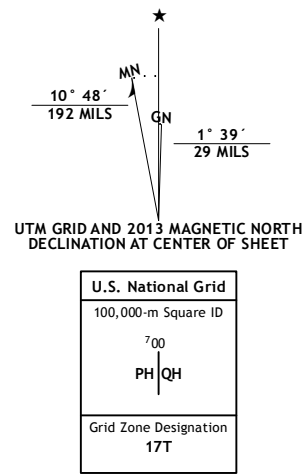 ★
MN
10° 48´
192 MILS
GN
1° 39´
29 MILS
UTM GRID AND 2013 MAGNETIC NORTH
DECLINATION AT CENTER OF SHEET
U.S. National Grid
100,000-m Square ID
⁷00
PH QH
Grid Zone Designation
17T